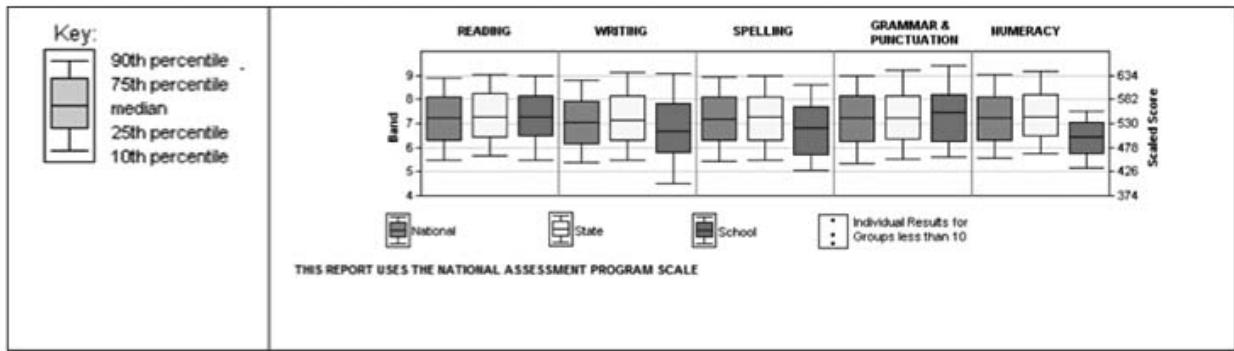 Key:
90th percentile
75th percentile
median
25th percentile
10th percentile
READING WRITING SPELLING GRAMMAR & PUNCTUATION NUMERACY
Band
9
8
7
6
5
4
634
582
530
478
426
374
Scaled Score
National
State
School
Individual Results for
Groups less than 10
THIS REPORT USES THE NATIONAL ASSESSMENT PROGRAM SCALE